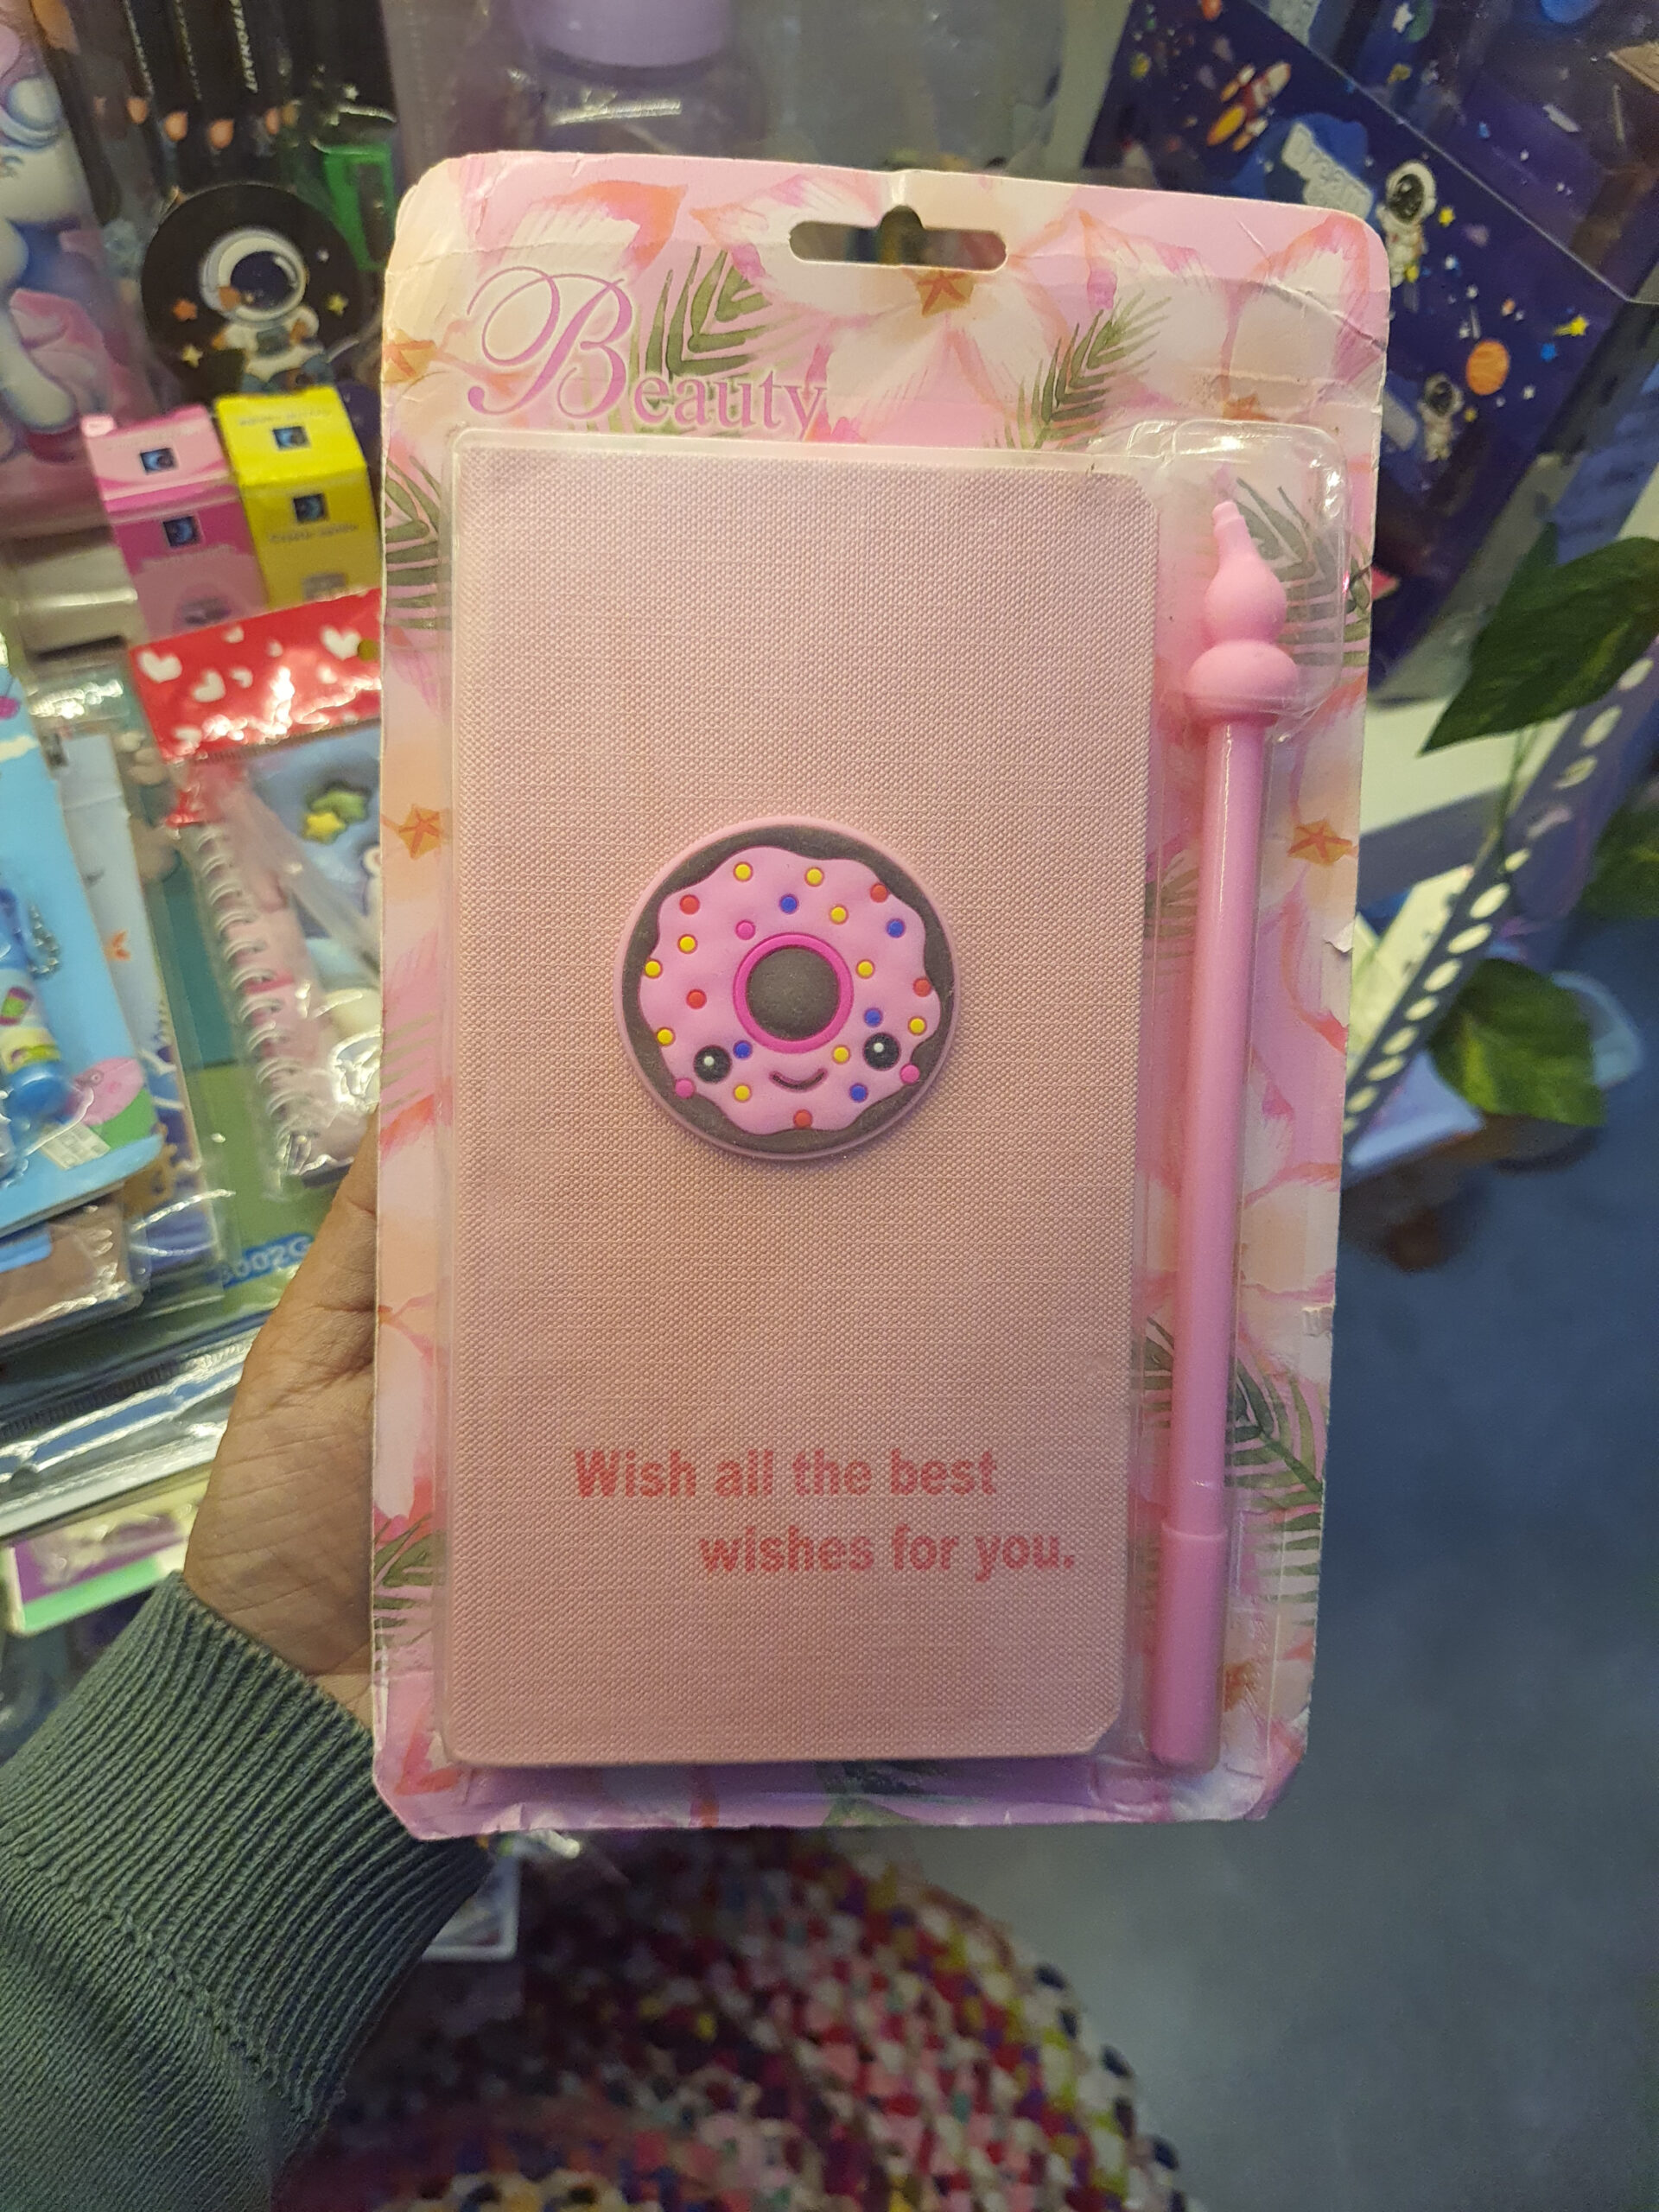 Beauty
Wish all the best
wishes for you.